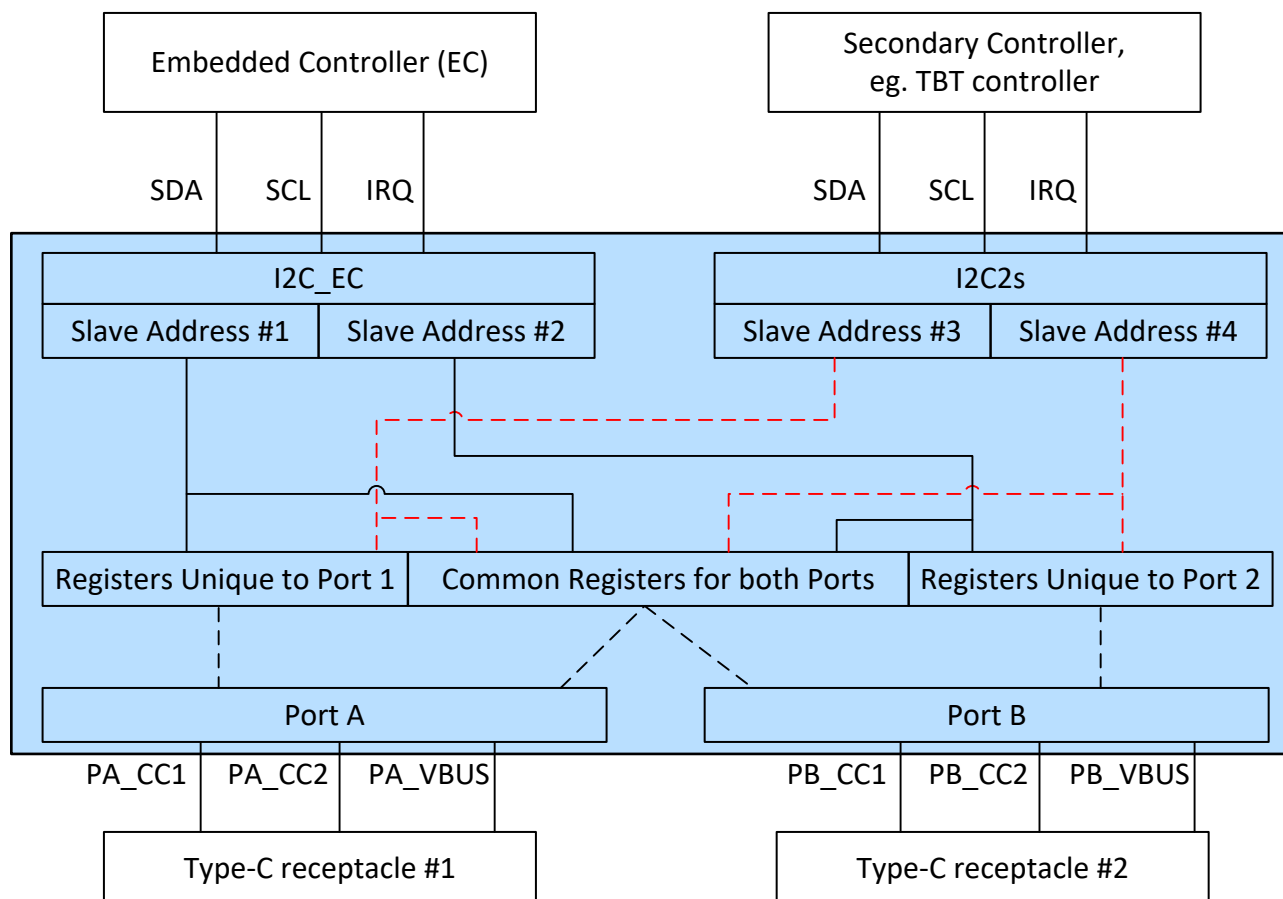 Embedded Controller (EC)
Secondary Controller,
eg. TBT controller
SDA
SCL
IRQ
SDA
SCL
IRQ
I2C_EC
I2C2s
Slave Address #1
Slave Address #2
Slave Address #3
Slave Address #4
Registers Unique to Port 1
Common Registers for both Ports
Registers Unique to Port 2
Port A
Port B
PA_CC1
PA_CC2
PA_VBUS
PB_CC1
PB_CC2
PB_VBUS
Type-C receptacle #1
Type-C receptacle #2